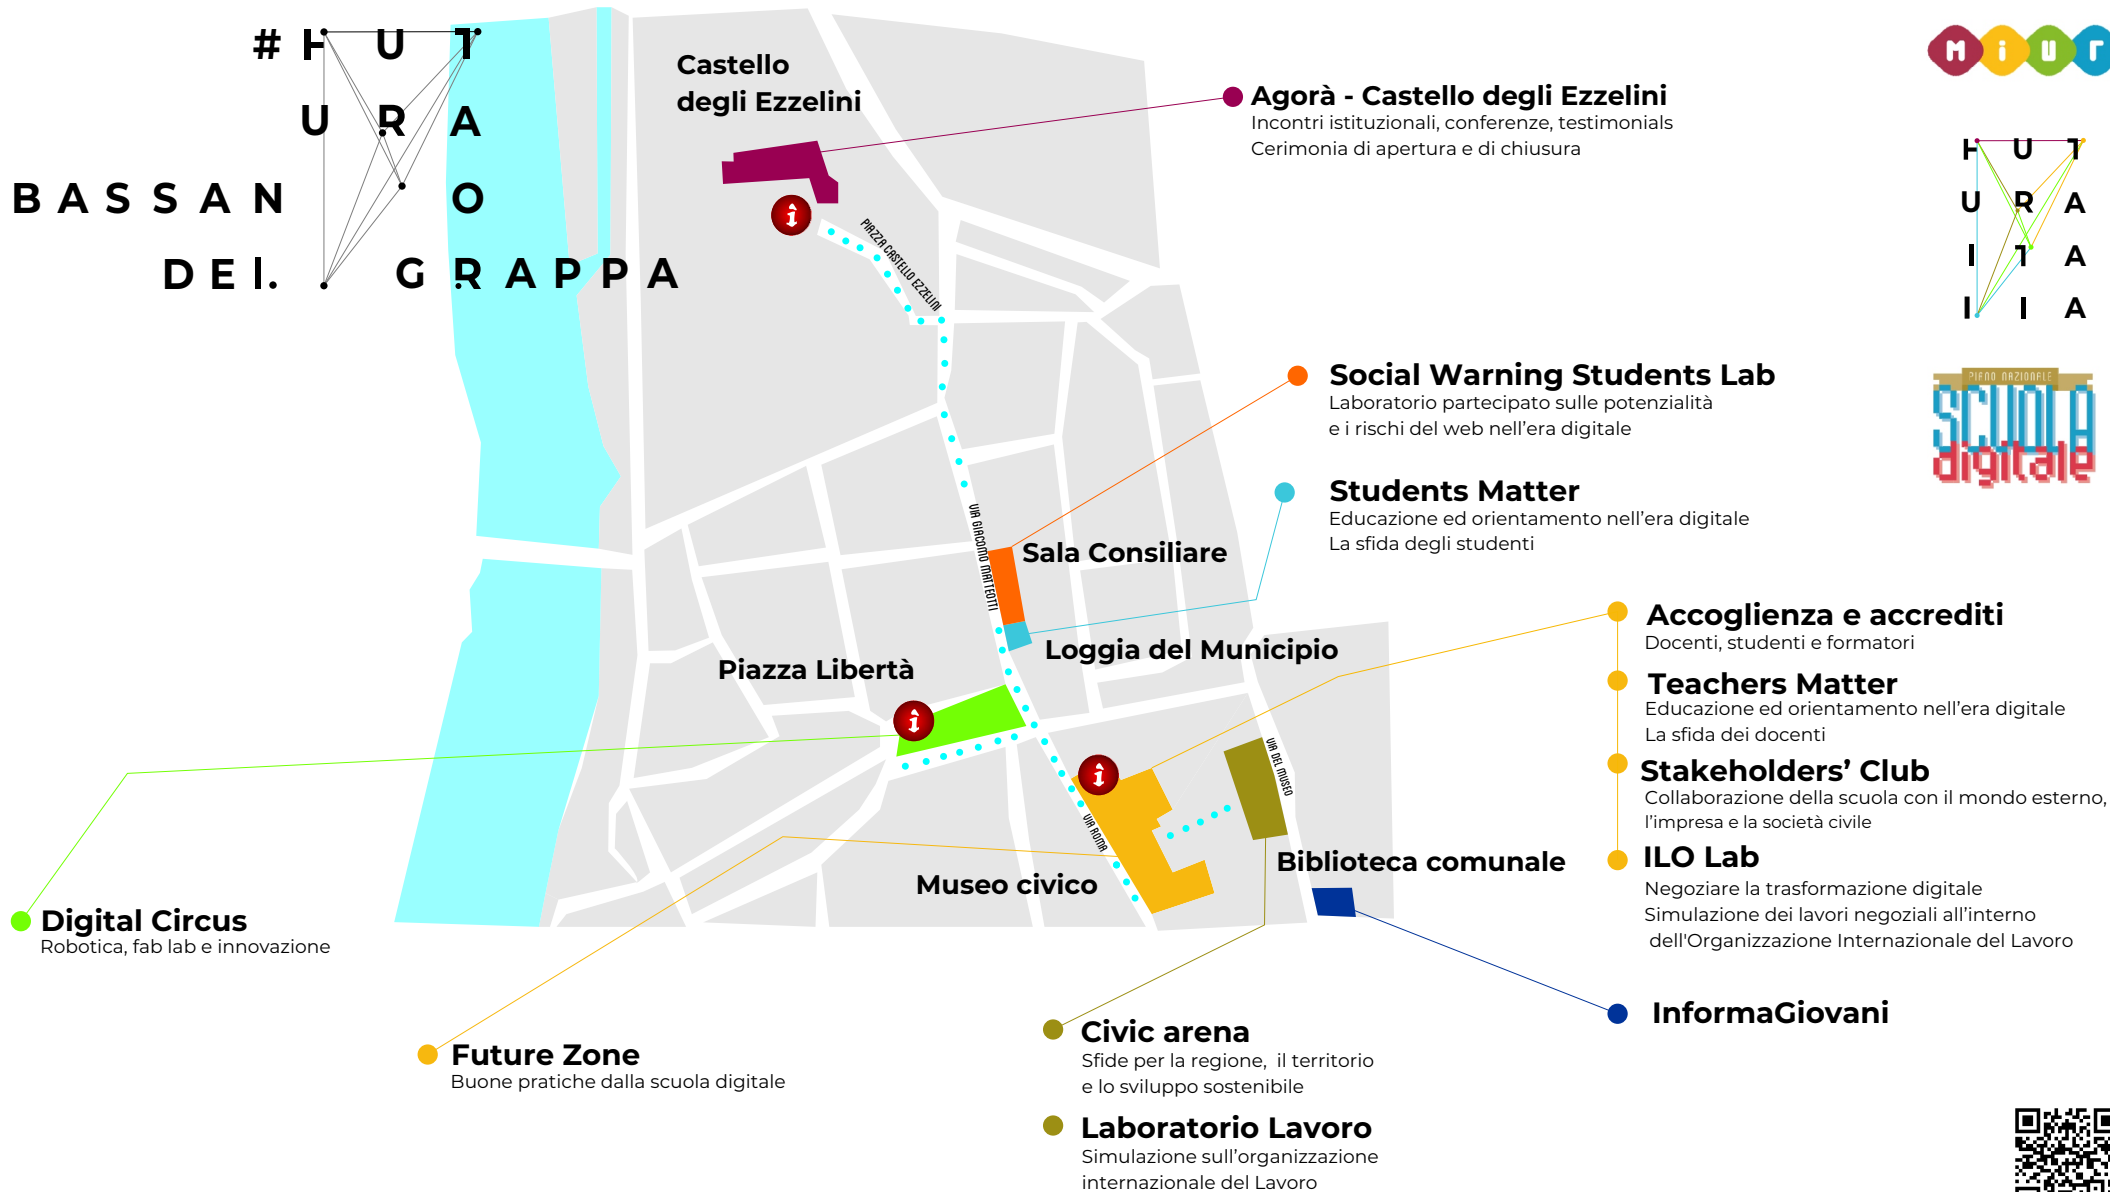 # H U T
U R A
B A S S A N O
D E l. G R A P P A
Castello
degli Ezzelini
PIAZZA CASTELLO EZZELINI
VIA GIACOMO MATTEOTTI
Sala Consiliare
Loggia del Municipio
Piazza Libertà
VIA ROMA
VIA DEL MUSEO
Museo civico
Biblioteca comunale
Agorà - Castello degli Ezzelini
Incontri istituzionali, conferenze, testimonials
Cerimonia di apertura e di chiusura
Social Warning Students Lab
Laboratorio partecipato sulle potenzialità
e i rischi del web nell'era digitale
Students Matter
Educazione ed orientamento nell'era digitale
La sfida degli studenti
Accoglienza e accrediti
Docenti, studenti e formatori
Teachers Matter
Educazione ed orientamento nell'era digitale
La sfida dei docenti
Stakeholders' Club
Collaborazione della scuola con il mondo esterno,
l'impresa e la società civile
ILO Lab
Negoziare la trasformazione digitale
Simulazione dei lavori negoziali all'interno
dell'Organizzazione Internazionale del Lavoro
InformaGiovani
Digital Circus
Robotica, fab lab e innovazione
Future Zone
Buone pratiche dalla scuola digitale
Civic arena
Sfide per la regione, il territorio
e lo sviluppo sostenibile
Laboratorio Lavoro
Simulazione sull'organizzazione
internazionale del Lavoro
MiUr
H U T
U R A
I T A
l I A
PIANO NAZIONALE
SCUOLA
digitale